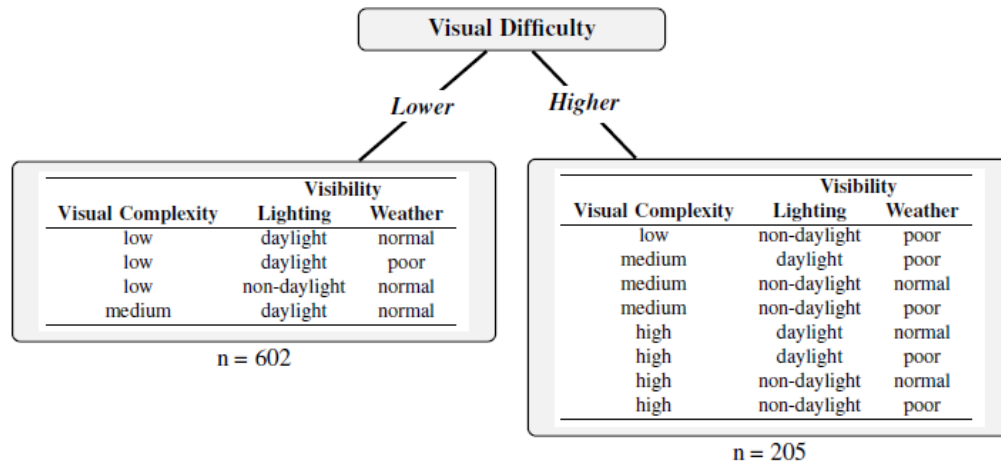 Visual Difficulty
Lower
Higher
Visibility
Visual Complexity Lighting Weather
low daylight normal
low daylight poor
low non-daylight normal
medium daylight normal
n = 602
Visibility
Visual Complexity Lighting Weather
low non-daylight poor
medium daylight poor
medium non-daylight normal
medium non-daylight poor
high daylight normal
high daylight poor
high non-daylight normal
high non-daylight poor
n = 205